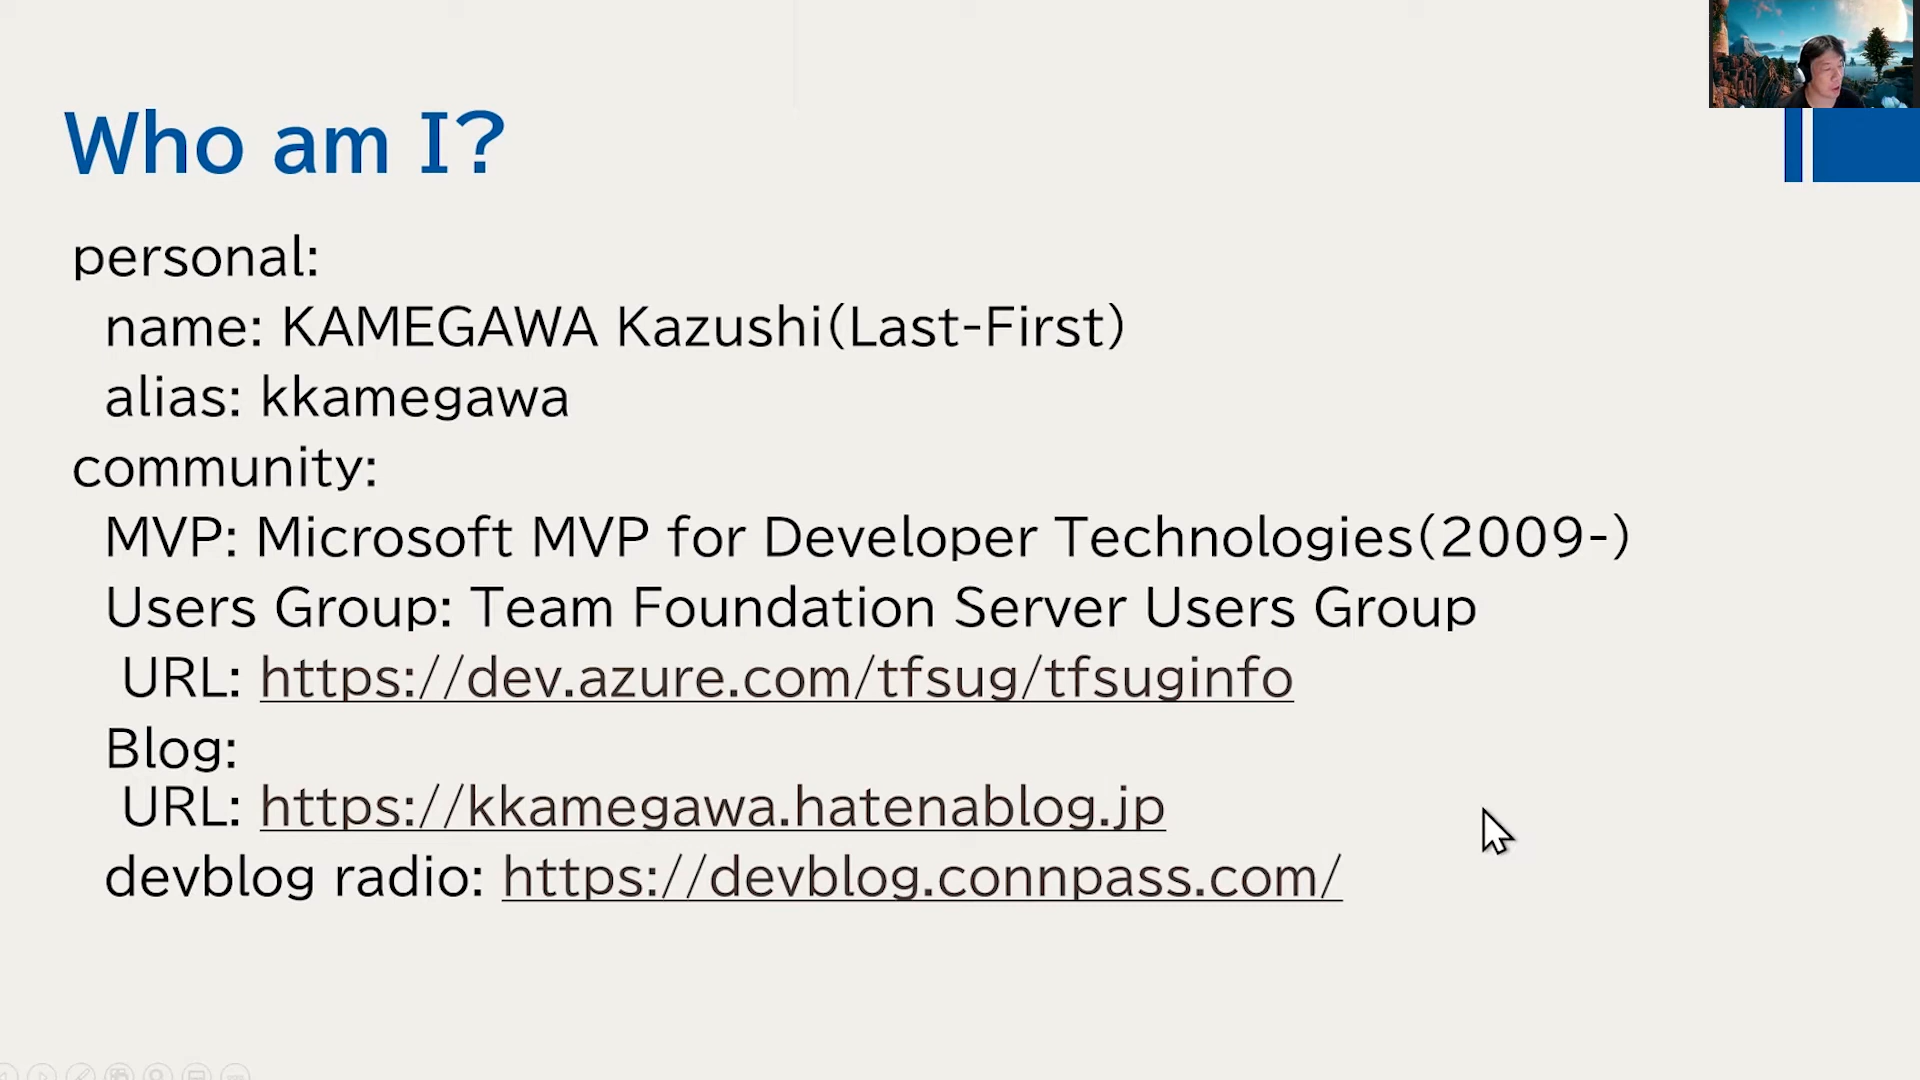 Who am I?
personal:
name: KAMEGAWA Kazushi(Last-First)
alias: kkamegawa
community:
MVP: Microsoft MVP for Developer Technologies(2009-)
Users Group: Team Foundation Server Users Group
URL: https://dev.azure.com/tfsug/tfsuginfo
Blog:
URL: https://kkamegawa.hatenablog.jp
devblog radio: https://devblog.connpass.com/